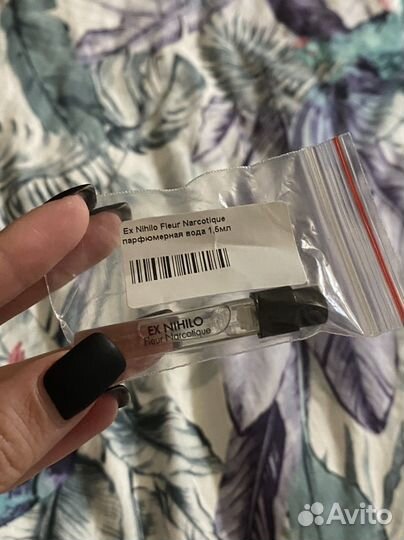 Ex Nihilo Fleur Narcotique
парфюмерная вода 1,5мл
EX NIHILO
Fleur Narcotique
Avito